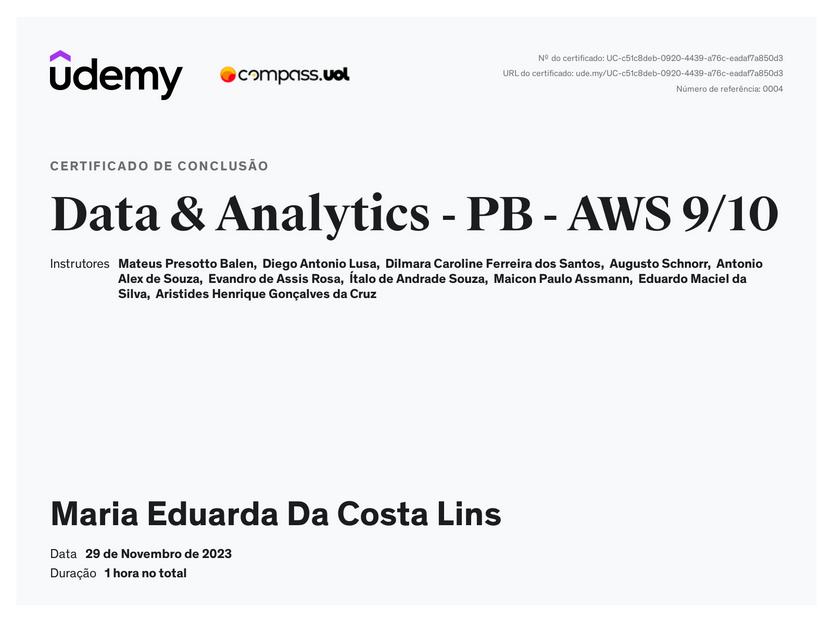 udemy
compass.uol
Nº do certificado: UC-c51c8deb-0920-4439-a76c-eadaf7a850d3
URL do certificado: ude.my/UC-c51c8deb-0920-4439-a76c-eadaf7a850d3
Número de referência: 0004
CERTIFICADO DE CONCLUSÃO
Data & Analytics - PB - AWS 9/10
Instrutores Mateus Presotto Balen, Diego Antonio Lusa, Dilmara Caroline Ferreira dos Santos, Augusto Schnorr, Antonio
Alex de Souza, Evandro de Assis Rosa, Ítalo de Andrade Souza, Maicon Paulo Assmann, Eduardo Maciel da
Silva, Aristides Henrique Gonçalves da Cruz
Maria Eduarda Da Costa Lins
Data 29 de Novembro de 2023
Duração 1 hora no total